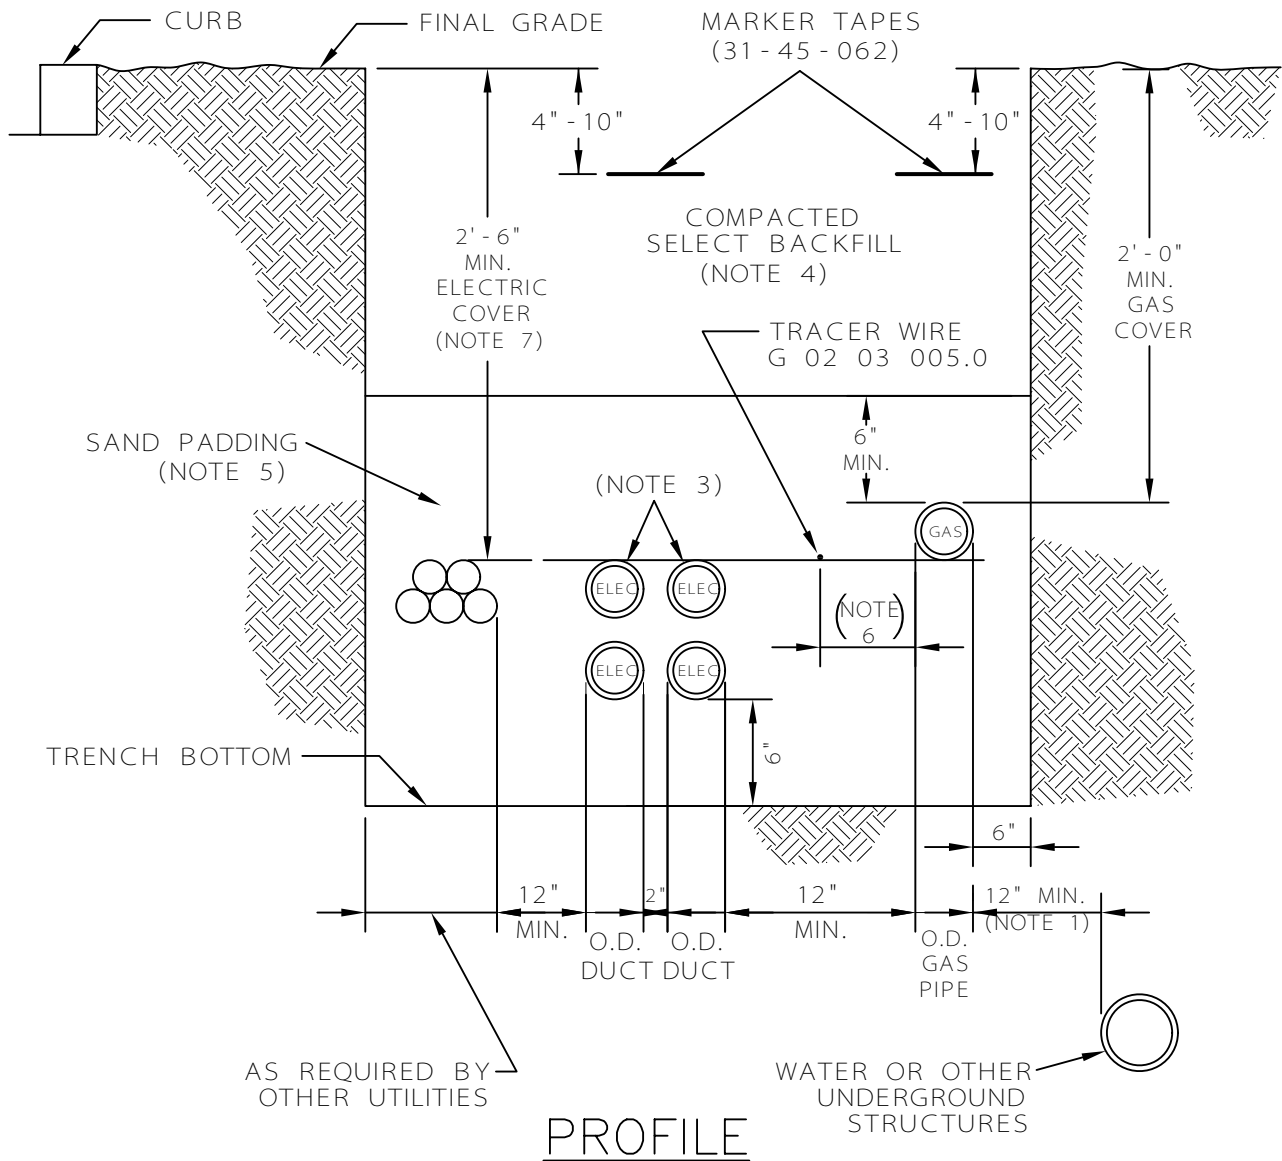 CURB
FINAL GRADE
MARKER TAPES
(31-45-062)
4"-10"
4"-10"
COMPACTED
SELECT BACKFILL
(NOTE 4)
2'-6"
MIN.
ELECTRIC
COVER
(NOTE 7)
2'-0"
MIN.
GAS
COVER
TRACER WIRE
G 02 03 005.0
SAND PADDING
(NOTE 5)
6"
MIN.
(NOTE 3)
GAS
ELEC
ELEC
(NOTE
6)
ELEC
ELEC
TRENCH BOTTOM
6"
6"
12"
MIN.
2"
12"
MIN.
12" MIN.
(NOTE 1)
O.D.
DUCT
O.D.
DUCT
O.D.
GAS
PIPE
AS REQUIRED BY
OTHER UTILITIES
WATER OR OTHER
UNDERGROUND
STRUCTURES
PROFILE